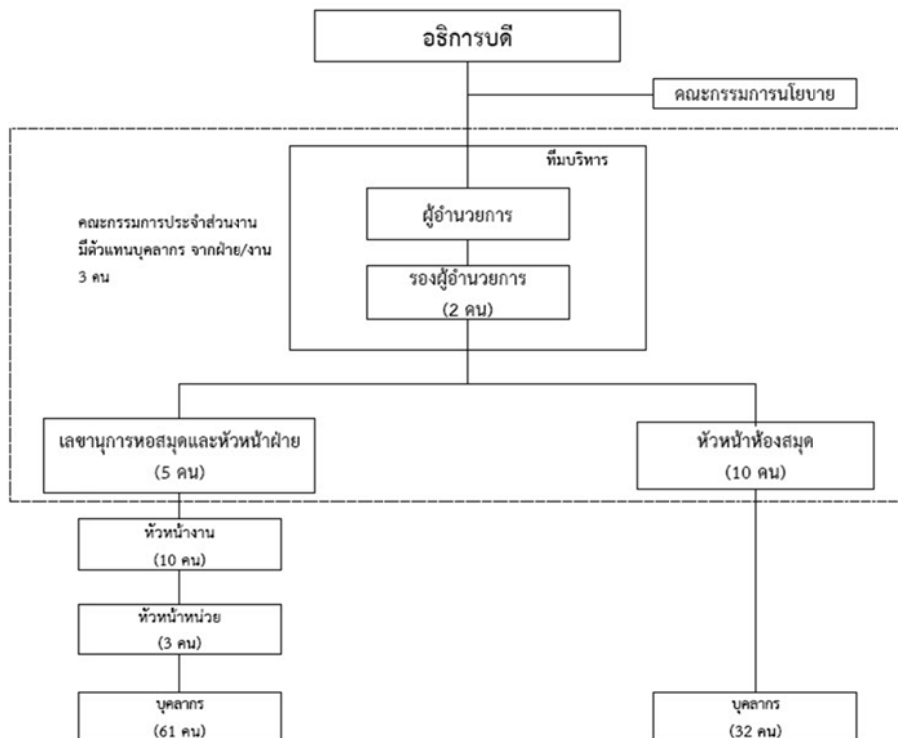 อธิการบดี
คณะกรรมการนโยบาย
ทีมบริหาร
ผู้อำนวยการ
คณะกรรมการประจำส่วนงาน
มีตัวแทนบุคลากร จากฝ่าย/งาน
3 คน
รองผู้อำนวยการ
(2 คน)
เลขานุการหอสมุดและหัวหน้าฝ่าย
(5 คน)
หัวหน้าห้องสมุด
(10 คน)
หัวหน้างาน
(10 คน)
หัวหน้าหน่วย
(3 คน)
บุคลากร
(61 คน)
บุคลากร
(32 คน)